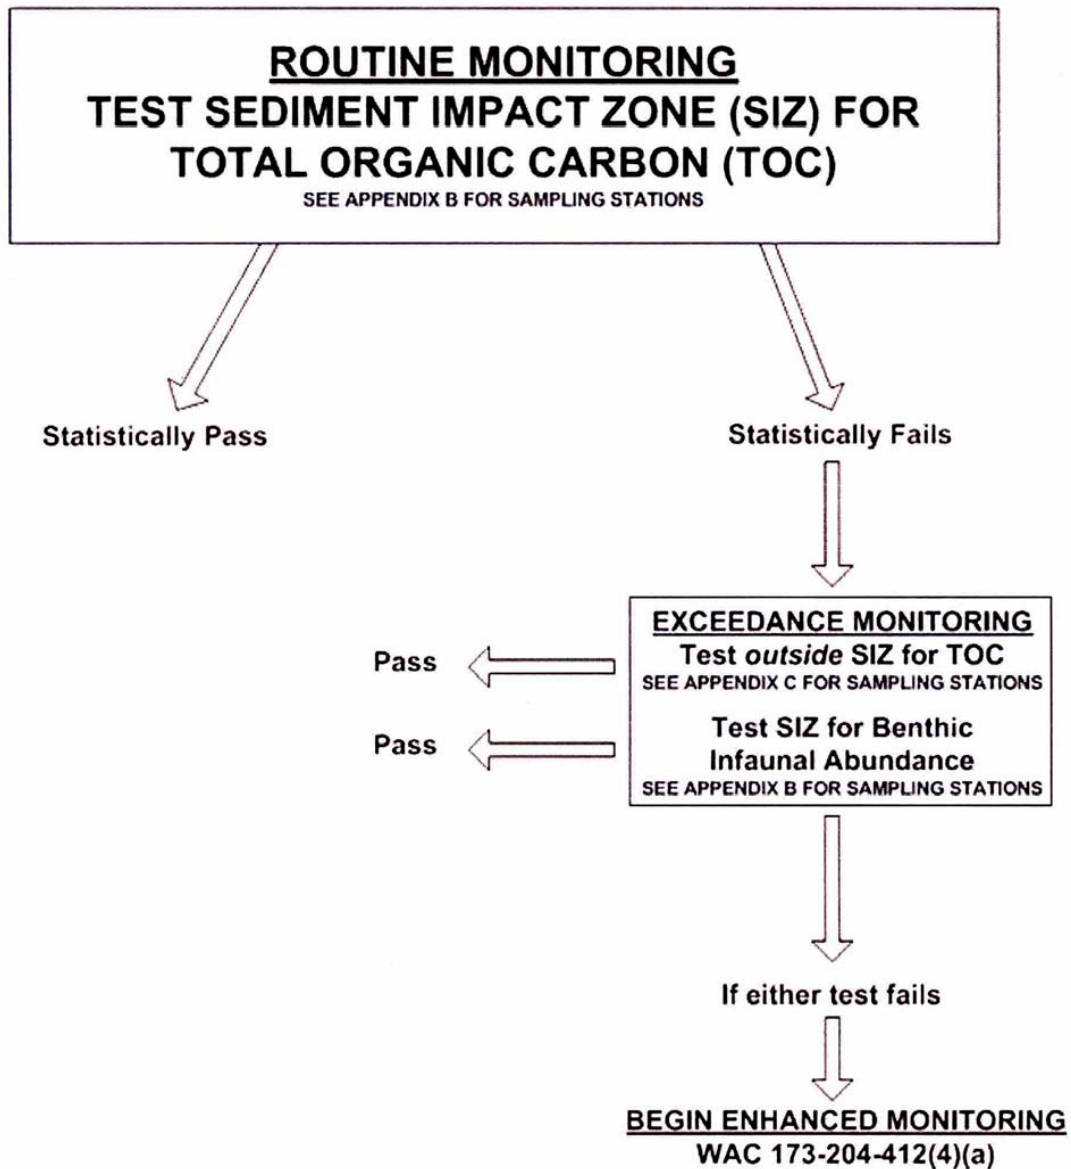 ROUTINE MONITORING
TEST SEDIMENT IMPACT ZONE (SIZ) FOR
TOTAL ORGANIC CARBON (TOC)
SEE APPENDIX B FOR SAMPLING STATIONS
Statistically Pass
Statistically Fails
EXCEEDANCE MONITORING
Test outside SIZ for TOC
SEE APPENDIX C FOR SAMPLING STATIONS
Pass
Test SIZ for Benthic
Infaunal Abundance
SEE APPENDIX B FOR SAMPLING STATIONS
Pass
If either test fails
BEGIN ENHANCED MONITORING
WAC 173-204-412(4)(a)